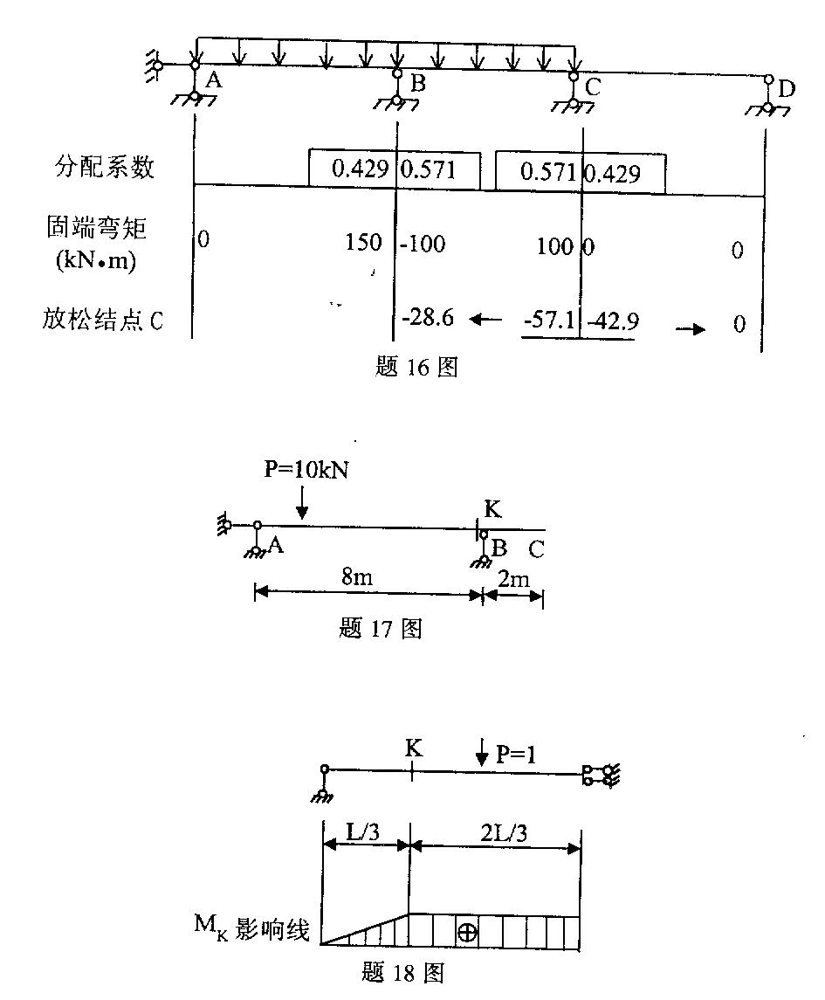 A B C D
分配系数 0.429 0.571 0.571 0.429
固端弯矩 0 150 -100 100 0 0
(kN•m)
放松结点 C -28.6 ← -57.1 -42.9 → 0
题 16 图
P=10kN
K
A B C
8m 2m
题 17 图
K P=1
L/3 2L/3
MK 影响线 ⊕
题 18 图